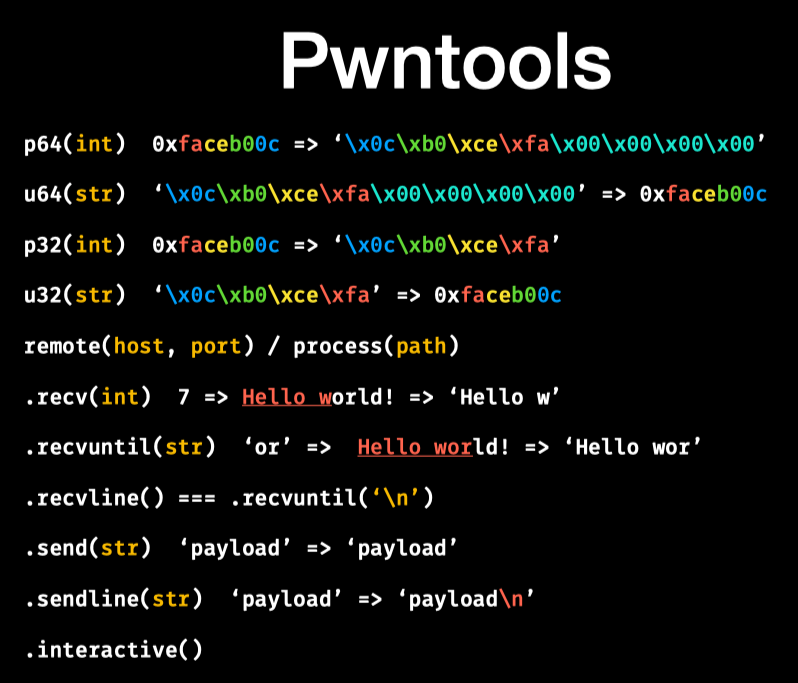 Pwntools
p64(int)  0xfaceb00c => ‘\x0c\xb0\xce\xfa\x00\x00\x00\x00’
u64(str)  ‘\x0c\xb0\xce\xfa\x00\x00\x00\x00’ => 0xfaceb00c
p32(int)  0xfaceb00c => ‘\x0c\xb0\xce\xfa’
u32(str)  ‘\x0c\xb0\xce\xfa’ => 0xfaceb00c
remote(host, port) / process(path)
.recv(int)  7 => Hello world! => ‘Hello w’
.recvuntil(str)  ‘or’ =>  Hello world! => ‘Hello wor’
.recvline() === .recvuntil(‘\n’)
.send(str)  ‘payload’ => ‘payload’
.sendline(str)  ‘payload’ => ‘payload\n’
.interactive()